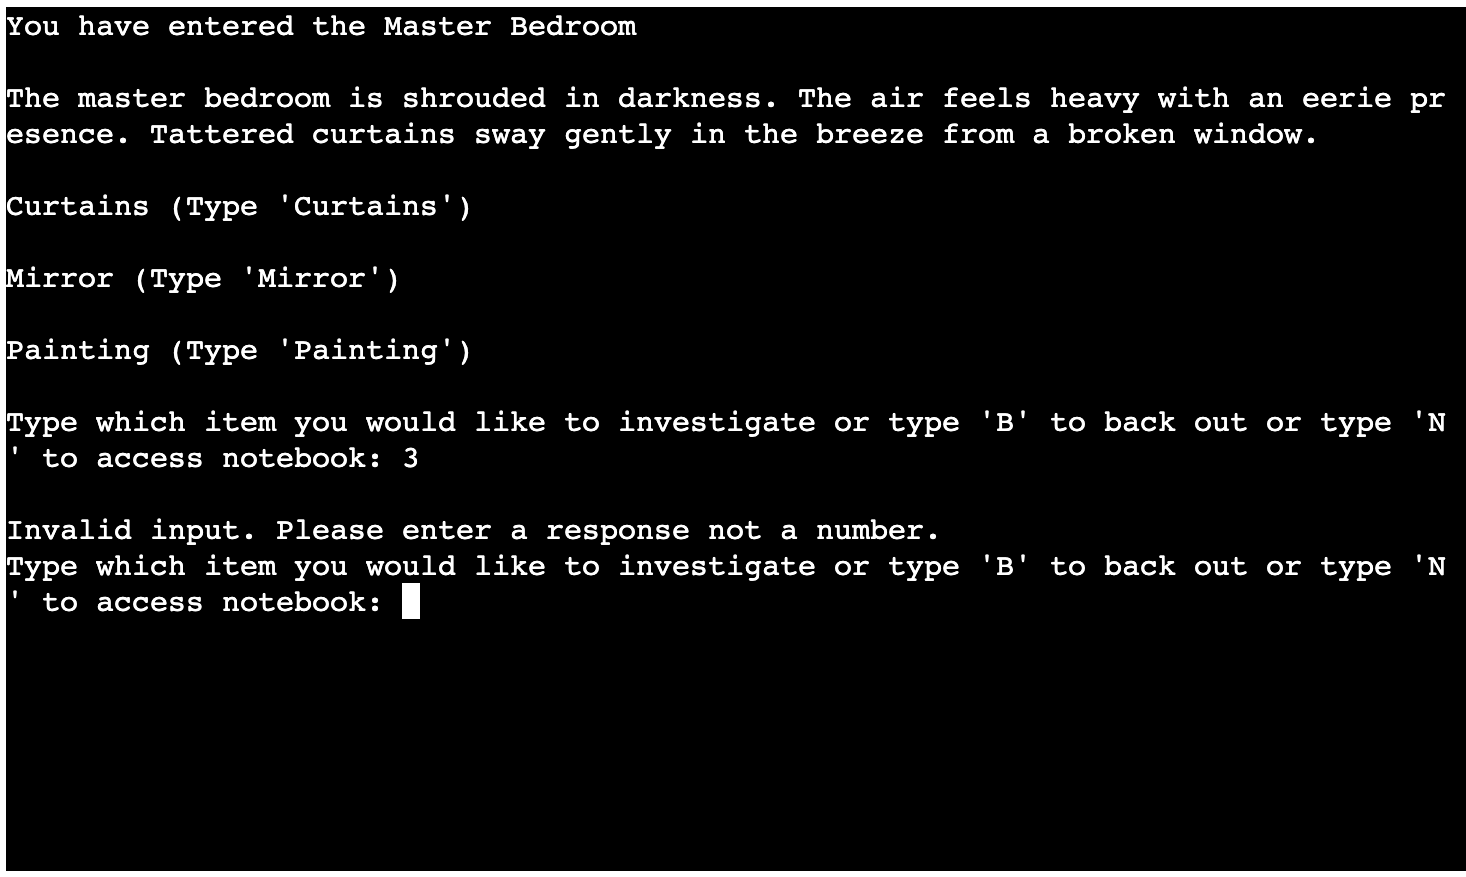 You have entered the Master Bedroom
The master bedroom is shrouded in darkness. The air feels heavy with an eerie pr
esence. Tattered curtains sway gently in the breeze from a broken window.
Curtains (Type 'Curtains')
Mirror (Type 'Mirror')
Painting (Type 'Painting')
Type which item you would like to investigate or type 'B' to back out or type 'N
' to access notebook: 3
Invalid input. Please enter a response not a number.
Type which item you would like to investigate or type 'B' to back out or type 'N
' to access notebook: